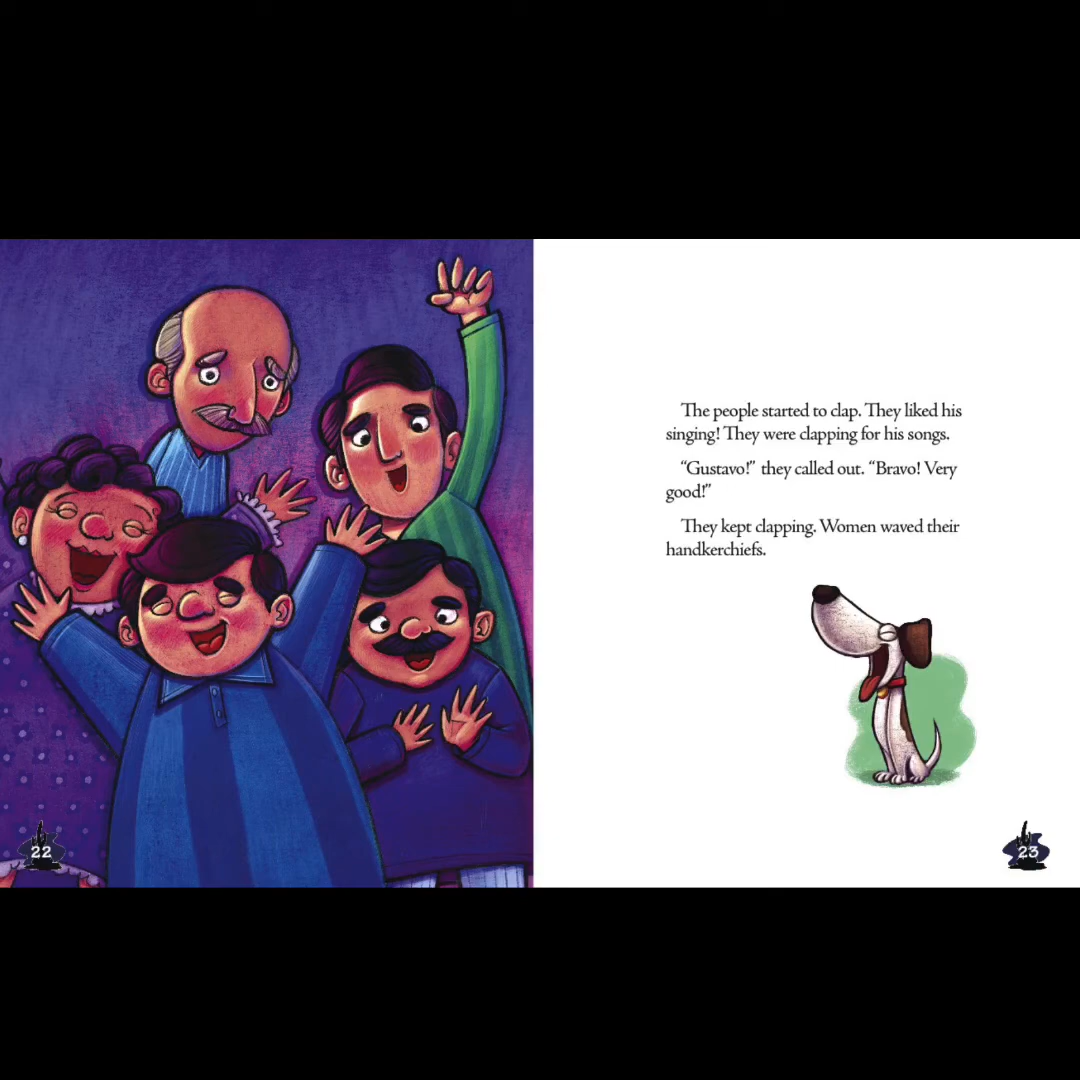 The people started to clap. They liked his
singing! They were clapping for his songs.
“Gustavo!” they called out. “Bravo! Very
good!”
They kept clapping. Women waved their
handkerchiefs.
22
23